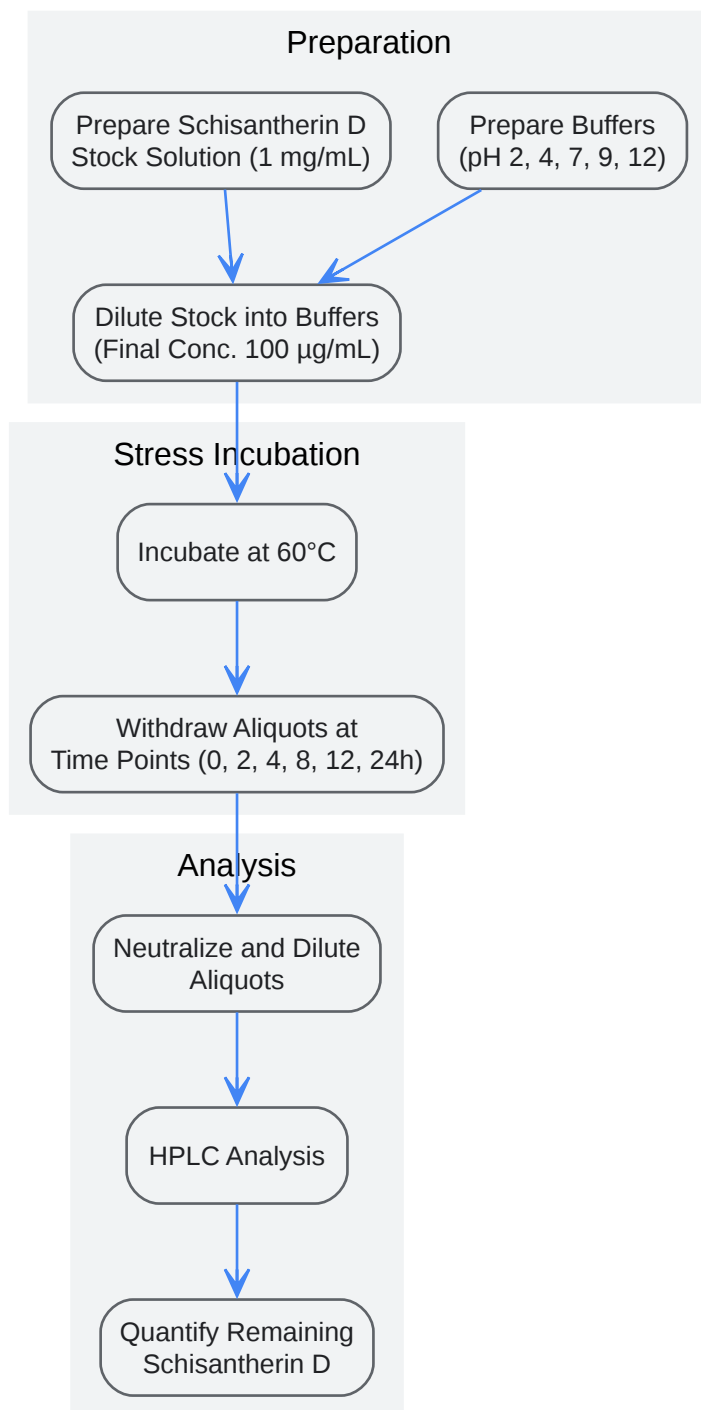 Preparation
Prepare Schisantherin D
Stock Solution (1 mg/mL)
Prepare Buffers
(pH 2, 4, 7, 9, 12)
Dilute Stock into Buffers
(Final Conc. 100 µg/mL)
Stress Incubation
Incubate at 60°C
Withdraw Aliquots at
Time Points (0, 2, 4, 8, 12, 24h)
Analysis
Neutralize and Dilute
Aliquots
HPLC Analysis
Quantify Remaining
Schisantherin D